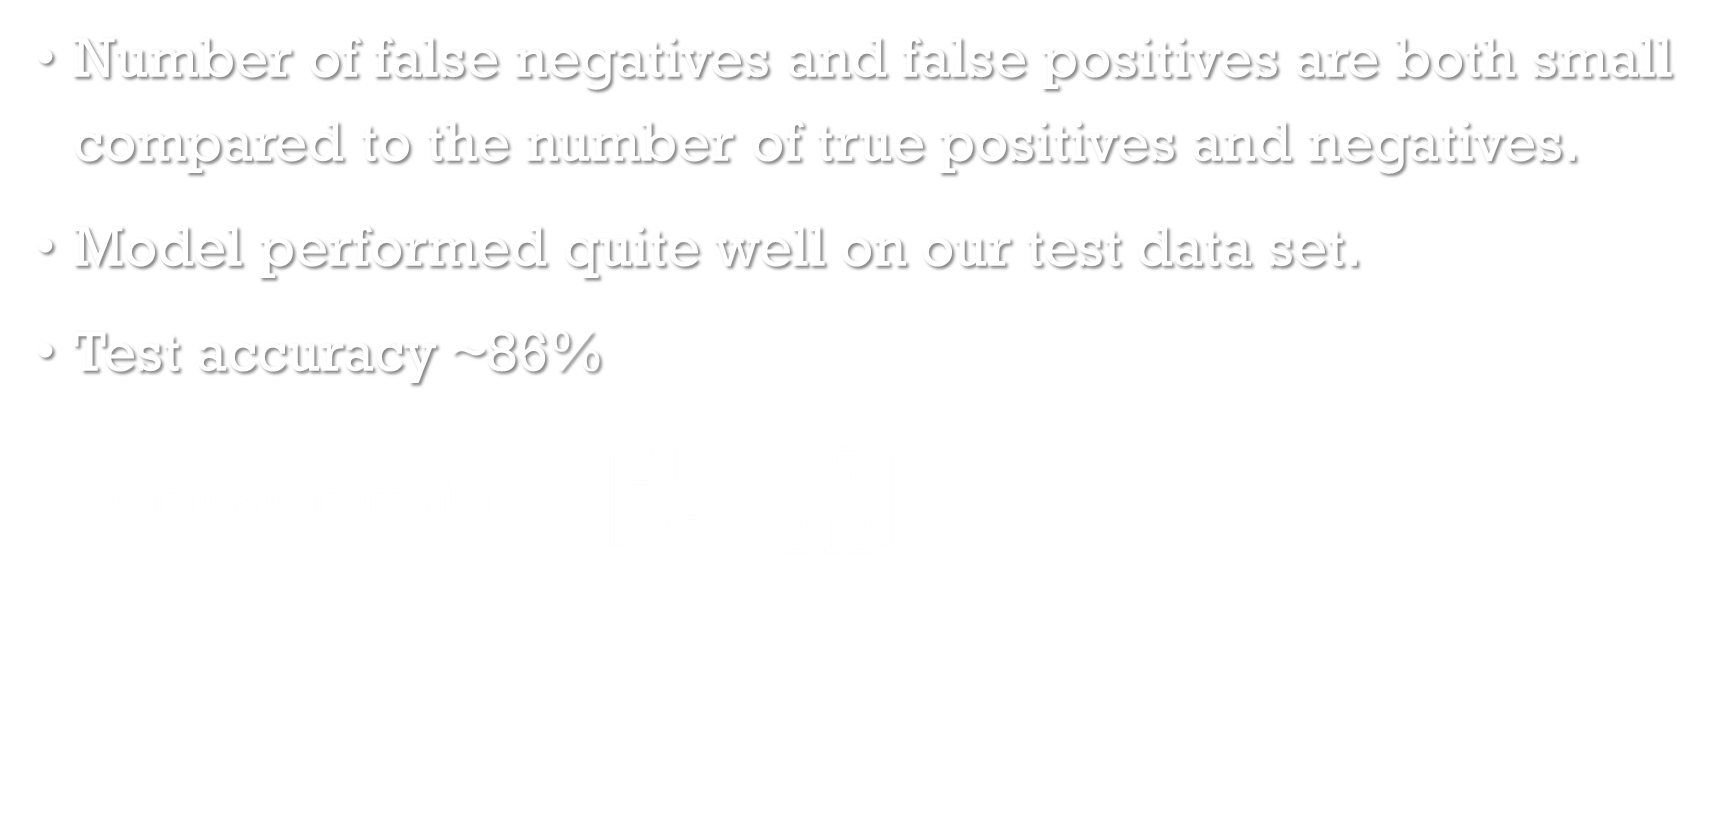 • Number of false negatives and false positives are both small
compared to the number of true positives and negatives.
• Model performed quite well on our test data set.
• Test accuracy ~86%